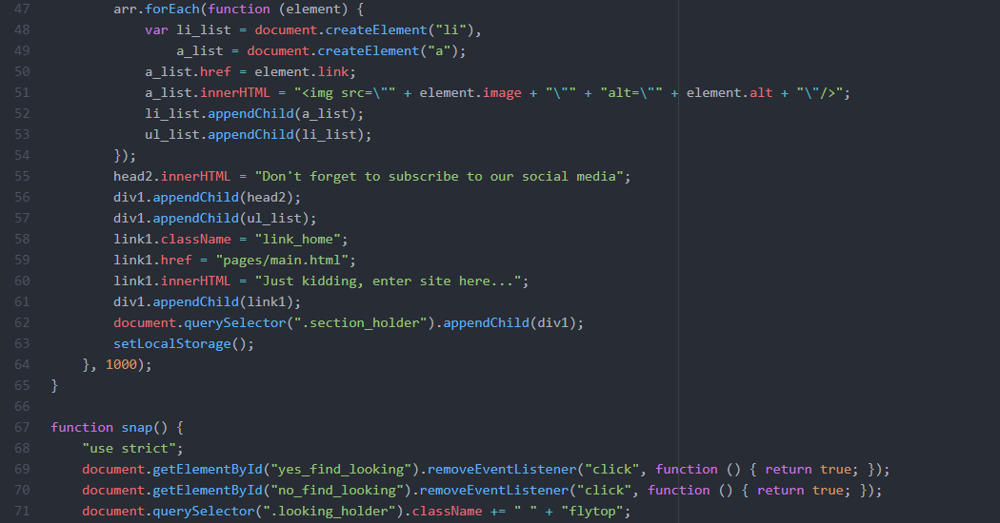 47 arr.forEach(function (element) {
48 var li_list = document.createElement("li"),
49 a_list = document.createElement("a");
50 a_list.href = element.link;
51 a_list.innerHTML = "<img src=\"" + element.image + "\"" + "alt=\"" + element.alt + "\"/>";
52 li_list.appendChild(a_list);
53 ul_list.appendChild(li_list);
54 });
55 head2.innerHTML = "Don't forget to subscribe to our social media";
56 div1.appendChild(head2);
57 div1.appendChild(ul_list);
58 link1.className = "link_home";
59 link1.href = "pages/main.html";
60 link1.innerHTML = "Just kidding, enter site here...";
61 div1.appendChild(link1);
62 document.querySelector(".section_holder").appendChild(div1);
63 setLocalStorage();
64 }, 1000);
65 }
66
67 function snap() {
68 "use strict";
69 document.getElementById("yes_find_looking").removeEventListener("click", function () { return true; });
70 document.getElementById("no_find_looking").removeEventListener("click", function () { return true; });
71 document.querySelector(".looking_holder").className += " " + "flytop";